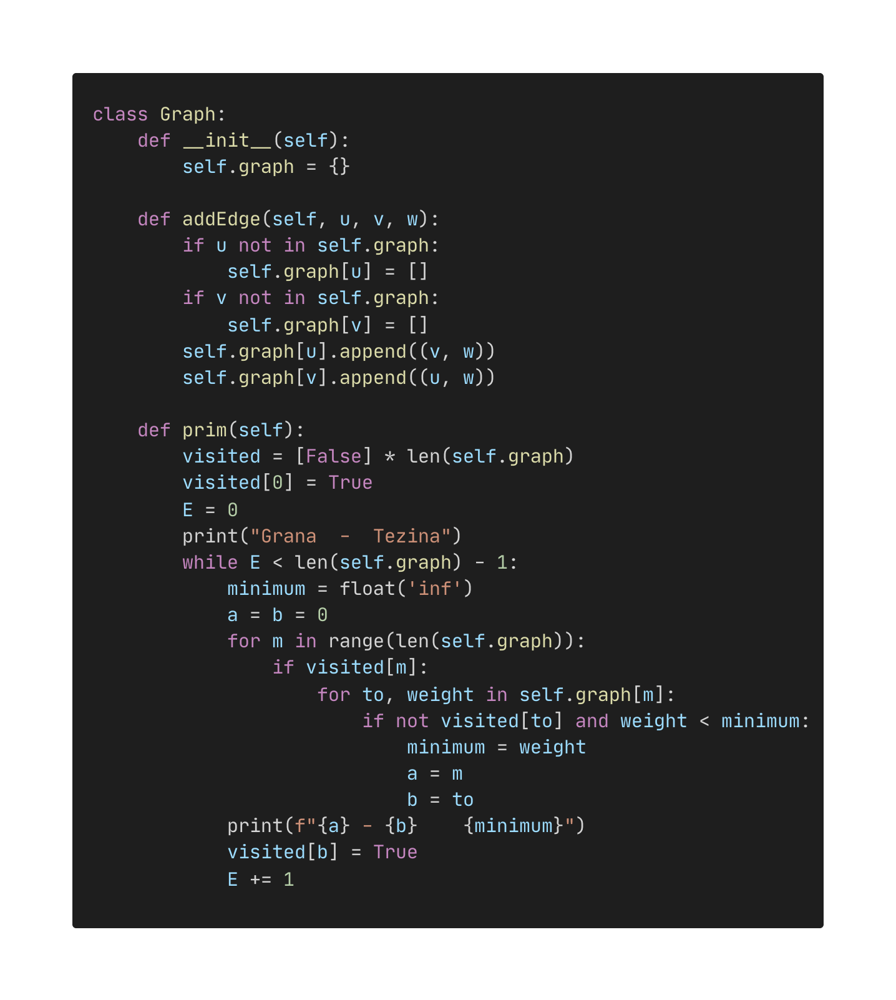 class Graph:
    def __init__(self):
        self.graph = {}

    def addEdge(self, u, v, w):
        if u not in self.graph:
            self.graph[u] = []
        if v not in self.graph:
            self.graph[v] = []
        self.graph[u].append((v, w))
        self.graph[v].append((u, w))

    def prim(self):
        visited = [False] * len(self.graph)
        visited[0] = True
        E = 0
        print("Grana  -  Tezina")
        while E < len(self.graph) - 1:
            minimum = float('inf')
            a = b = 0
            for m in range(len(self.graph)):
                if visited[m]:
                    for to, weight in self.graph[m]:
                        if not visited[to] and weight < minimum:
                            minimum = weight
                            a = m
                            b = to
            print(f"{a} - {b}    {minimum}")
            visited[b] = True
            E += 1